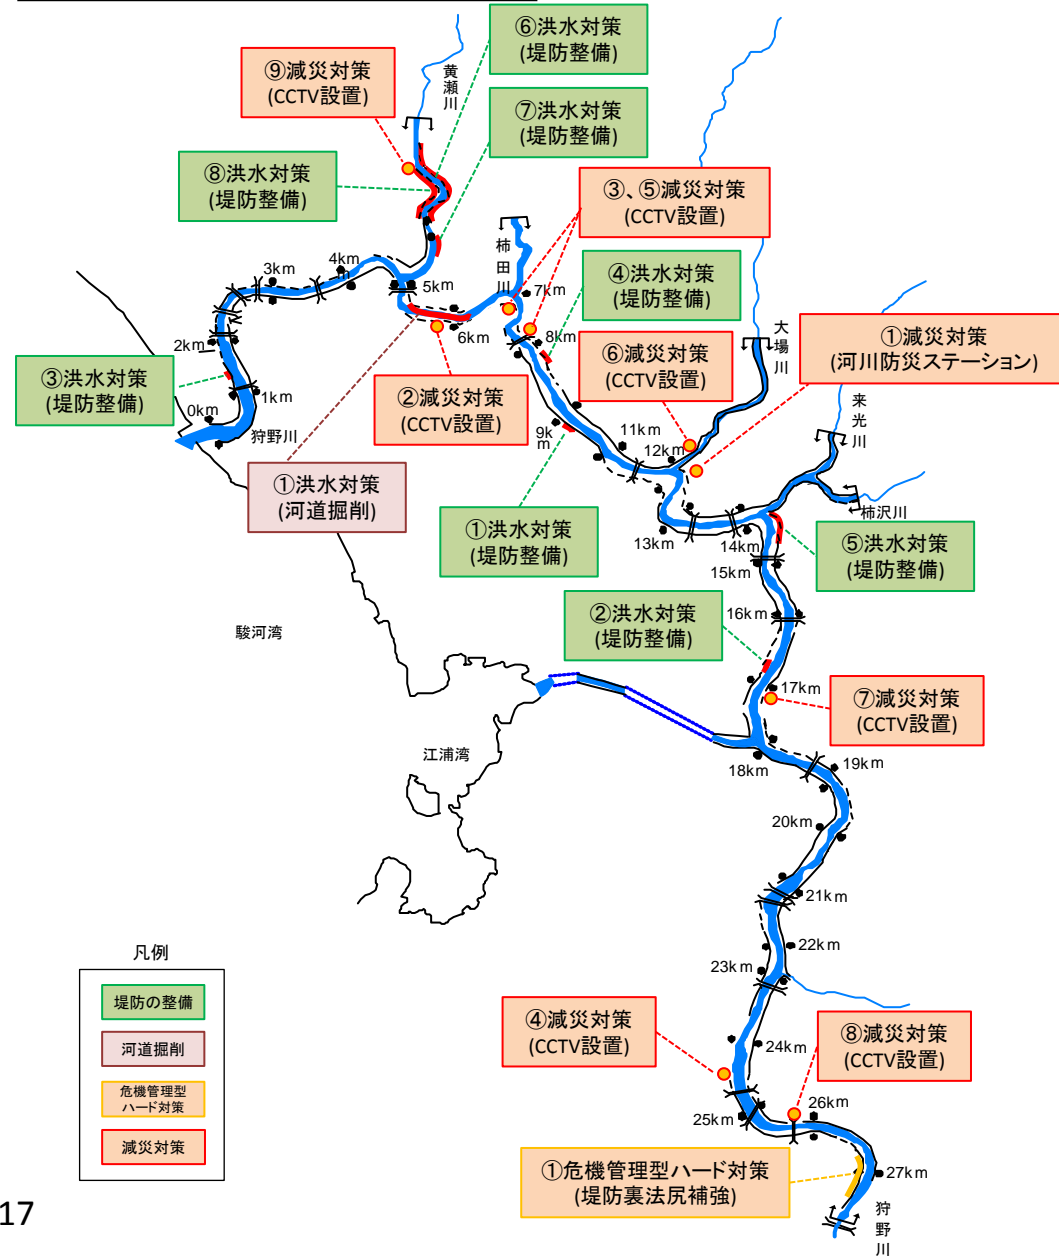 ⑥洪水対策
(堤防整備)
⑨減災対策
(CCTV設置)
黄瀬川
⑦洪水対策
(堤防整備)
⑧洪水対策
(堤防整備)
③、⑤減災対策
(CCTV設置)
柿田川
④洪水対策
(堤防整備)
3km
4km
m
5km
6km
7km
8km
大場川
①減災対策
(河川防災ステーション)
⑥減災対策
(CCTV設置)
2km
③洪水対策
(堤防整備)
②減災対策
(CCTV設置)
1km
0km
狩野川
9k
m
11km
12km
来光川
①洪水対策
(河道掘削)
①洪水対策
(堤防整備)
柿沢川
13km
14km
⑤洪水対策
(堤防整備)
15km
16km
②洪水対策
(堤防整備)
駿河湾
17km
⑦減災対策
(CCTV設置)
江浦湾
18km
19km
20km
21km
22km
23km
凡例
堤防の整備
河道掘削
危機管理型
ハード対策
減災対策
④減災対策
(CCTV設置)
⑧減災対策
(CCTV設置)
24km
25km
26km
①危機管理型ハード対策
(堤防裏法尻補強)
27km
狩野川
17